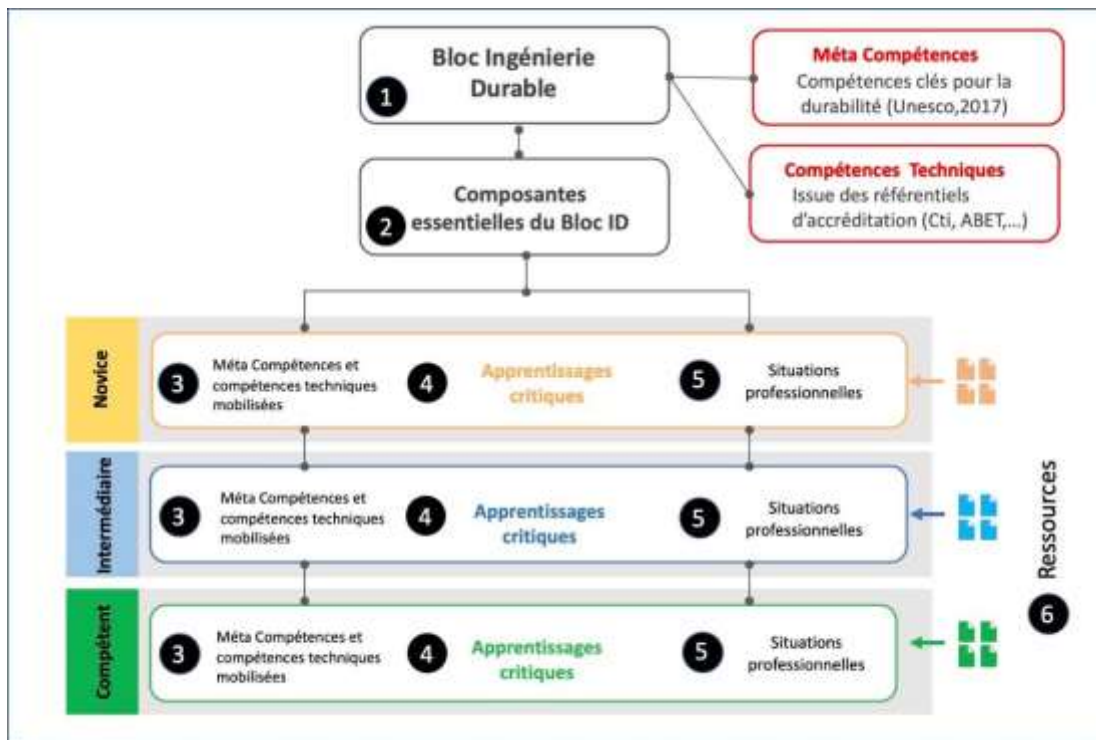 Bloc Ingénierie
Durable
1
Méta Compétences
Compétences clés pour la
durabilité (Unesco,2017)
Compétences Techniques
Issue des référentiels
d'accréditation (Cti, ABET,...)
Composantes
essentielles du Bloc ID
2
Novice
3
Méta Compétences et
compétences techniques
mobilisées
4
Apprentissages
critiques
5
Situations
professionnelles
Intermédiaire
3
Méta Compétences et
compétences techniques
mobilisées
4
Apprentissages
critiques
5
Situations
professionnelles
Compétent
3
Méta Compétences et
compétences techniques
mobilisées
4
Apprentissages
critiques
5
Situations
professionnelles
Ressources
6